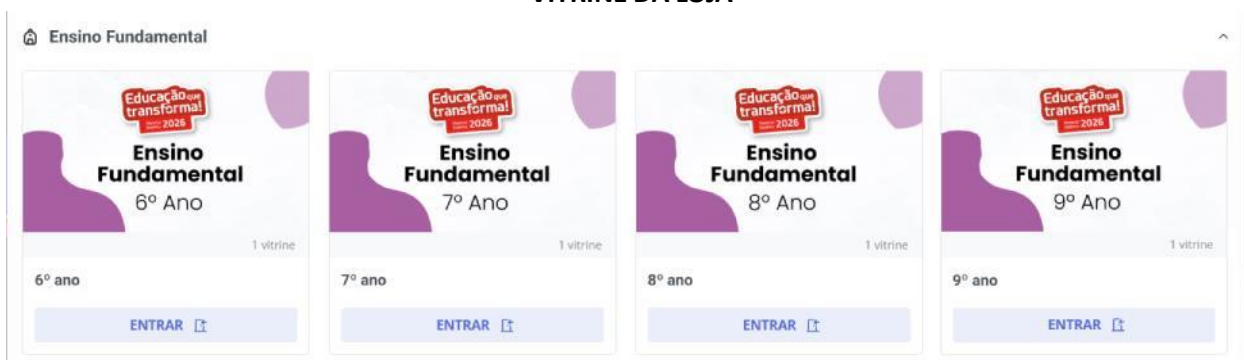 VITRINE DA LOJA
Ensino Fundamental
Educação que
transforma!
2026
Ensino
Fundamental
6º Ano
1 vitrine
6º ano
ENTRAR
Educação que
transforma!
2026
Ensino
Fundamental
7º Ano
1 vitrine
7º ano
ENTRAR
Educação que
transforma!
2026
Ensino
Fundamental
8º Ano
1 vitrine
8º ano
ENTRAR
Educação que
transforma!
2026
Ensino
Fundamental
9º Ano
1 vitrine
9º ano
ENTRAR